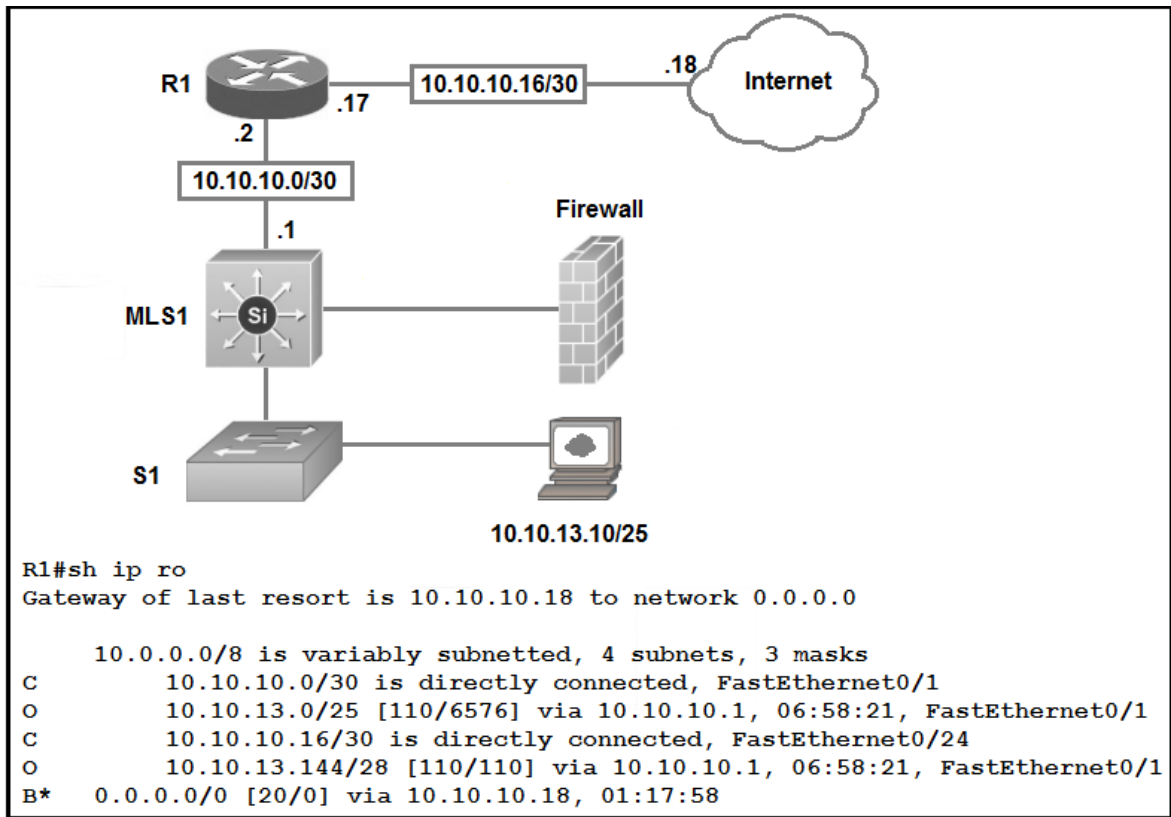 R1
.17
10.10.10.16/30
.18
Internet
.2
10.10.10.0/30
.1
Firewall
MLS1
Si
S1
10.10.13.10/25
R1#sh ip ro
Gateway of last resort is 10.10.10.18 to network 0.0.0.0
10.0.0.0/8 is variably subnetted, 4 subnets, 3 masks
C 10.10.10.0/30 is directly connected, FastEthernet0/1
O 10.10.13.0/25 [110/6576] via 10.10.10.1, 06:58:21, FastEthernet0/1
C 10.10.10.16/30 is directly connected, FastEthernet0/24
O 10.10.13.144/28 [110/110] via 10.10.10.1, 06:58:21, FastEthernet0/1
B* 0.0.0.0/0 [20/0] via 10.10.10.18, 01:17:58